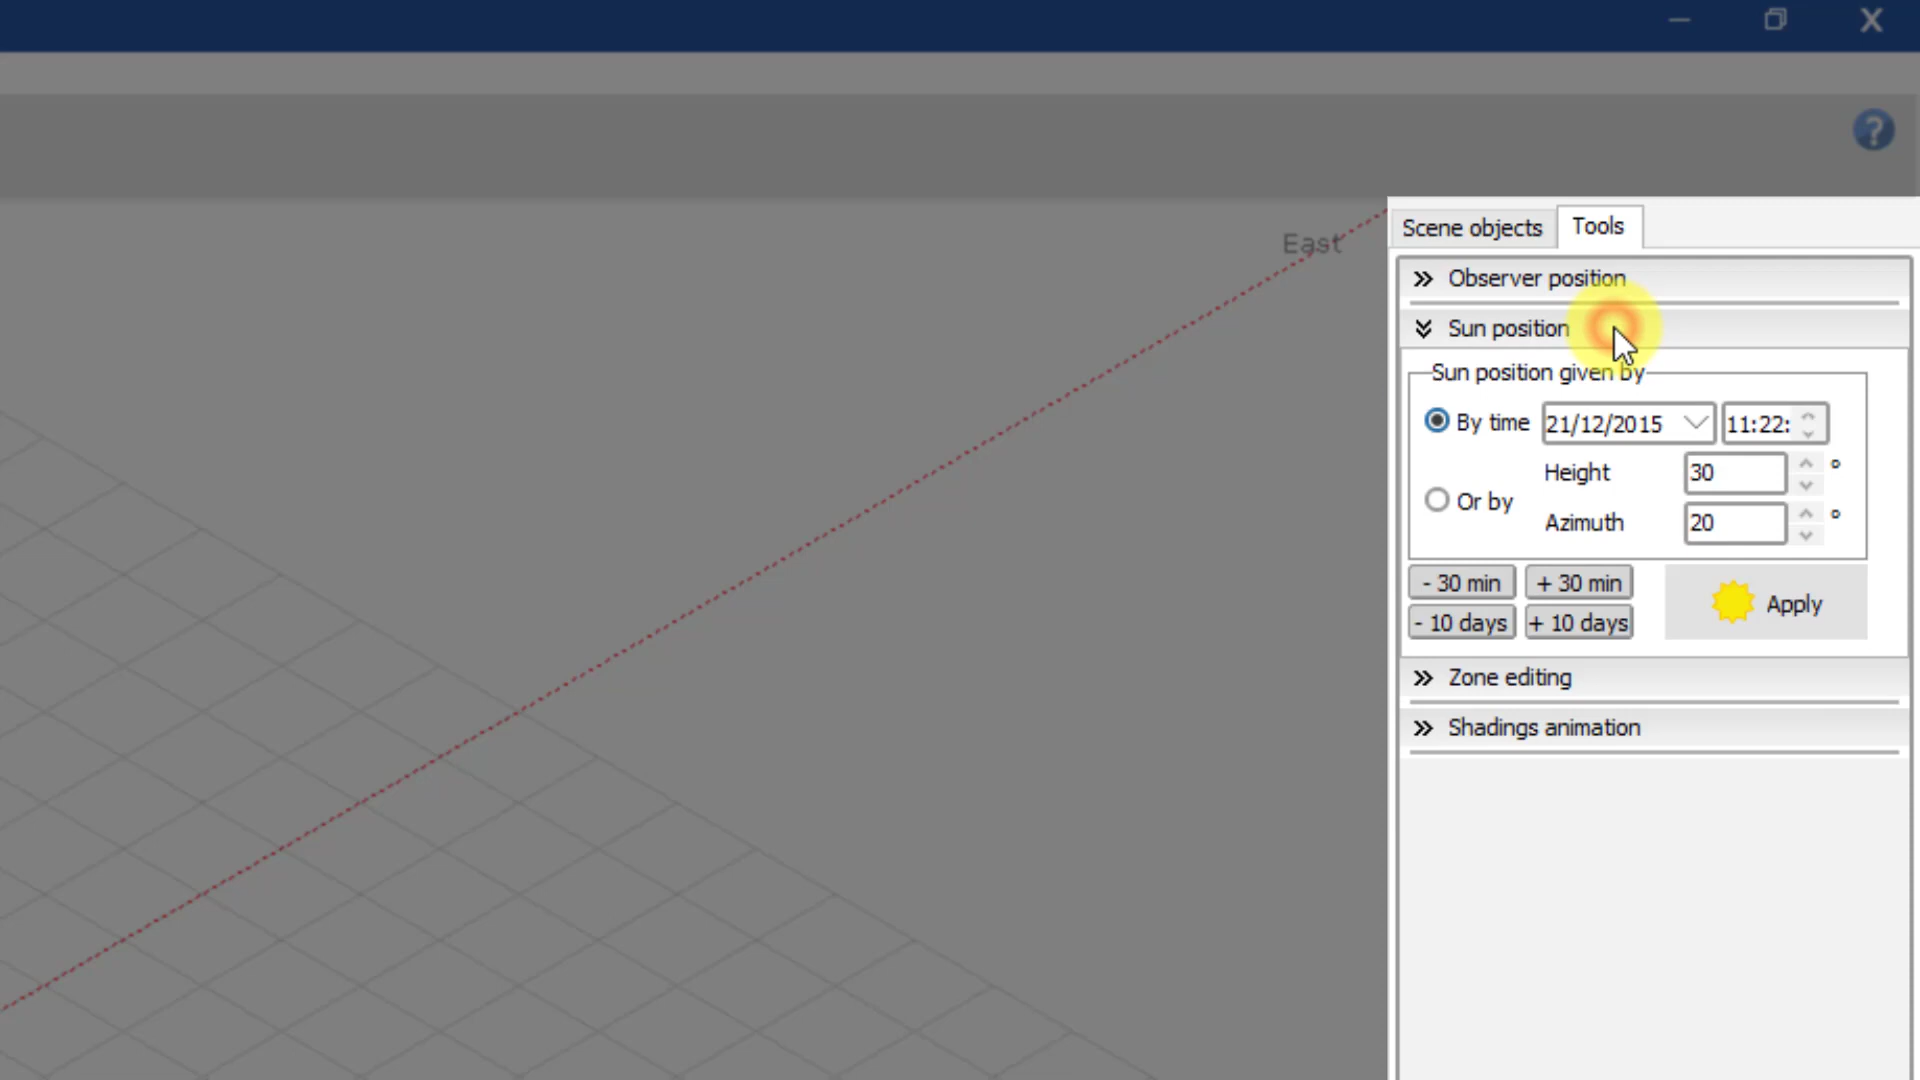 East
Scene objects
Tools
Observer position
Sun position
Sun position given by
By time 21/12/2015 11:22:
Height 30 °
Or by
Azimuth 20 °
- 30 min + 30 min
Apply
- 10 days + 10 days
Zone editing
Shadings animation